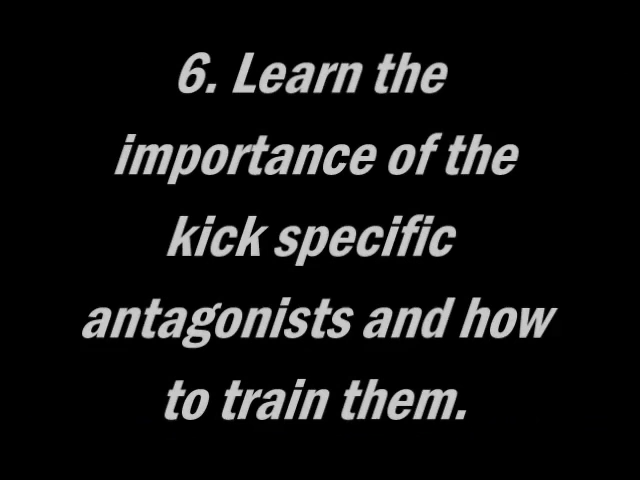 6. Learn the
importance of the
kick specific
antagonists and how
to train them.